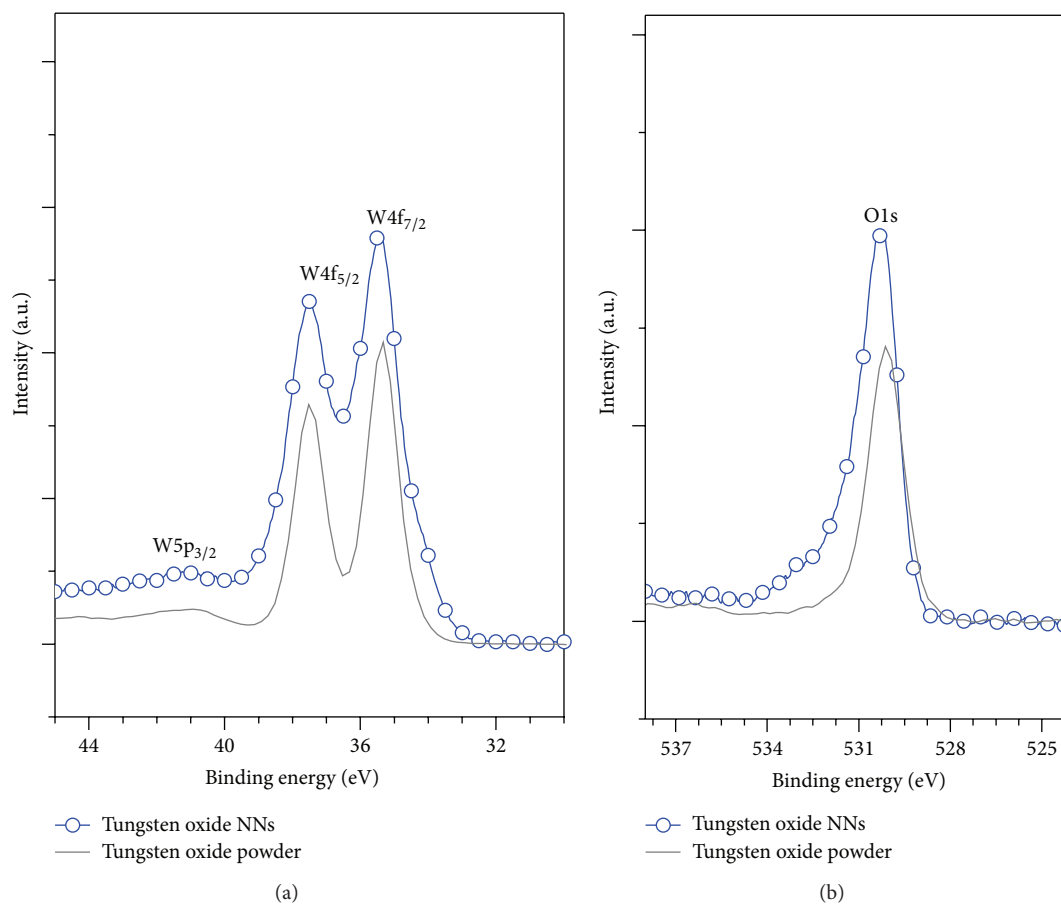 W4f7/2
W4f5/2
W5p3/2
Intensity (a.u.)
44 40 36 32
Binding energy (eV)
Tungsten oxide NNs
Tungsten oxide powder
(a)
O1s
Intensity (a.u.)
537 534 531 528 525
Binding energy (eV)
Tungsten oxide NNs
Tungsten oxide powder
(b)